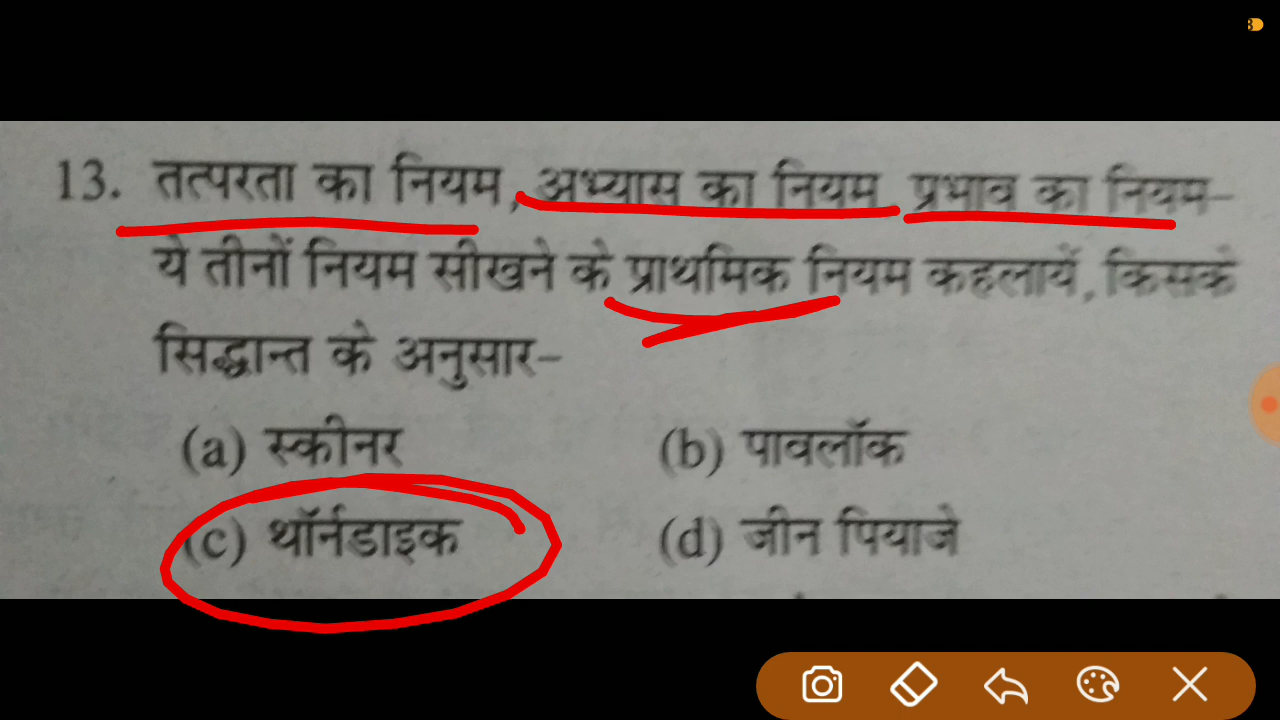 13. तत्परता का नियम, अभ्यास का नियम, प्रभाव का नियम–
ये तीनों नियम सीखने के प्राथमिक नियम कहलायें, किसके
सिद्धान्त के अनुसार–
(a) स्कीनर (b) पावलॉक
(c) थॉर्नडाइक (d) जीन पियाजे